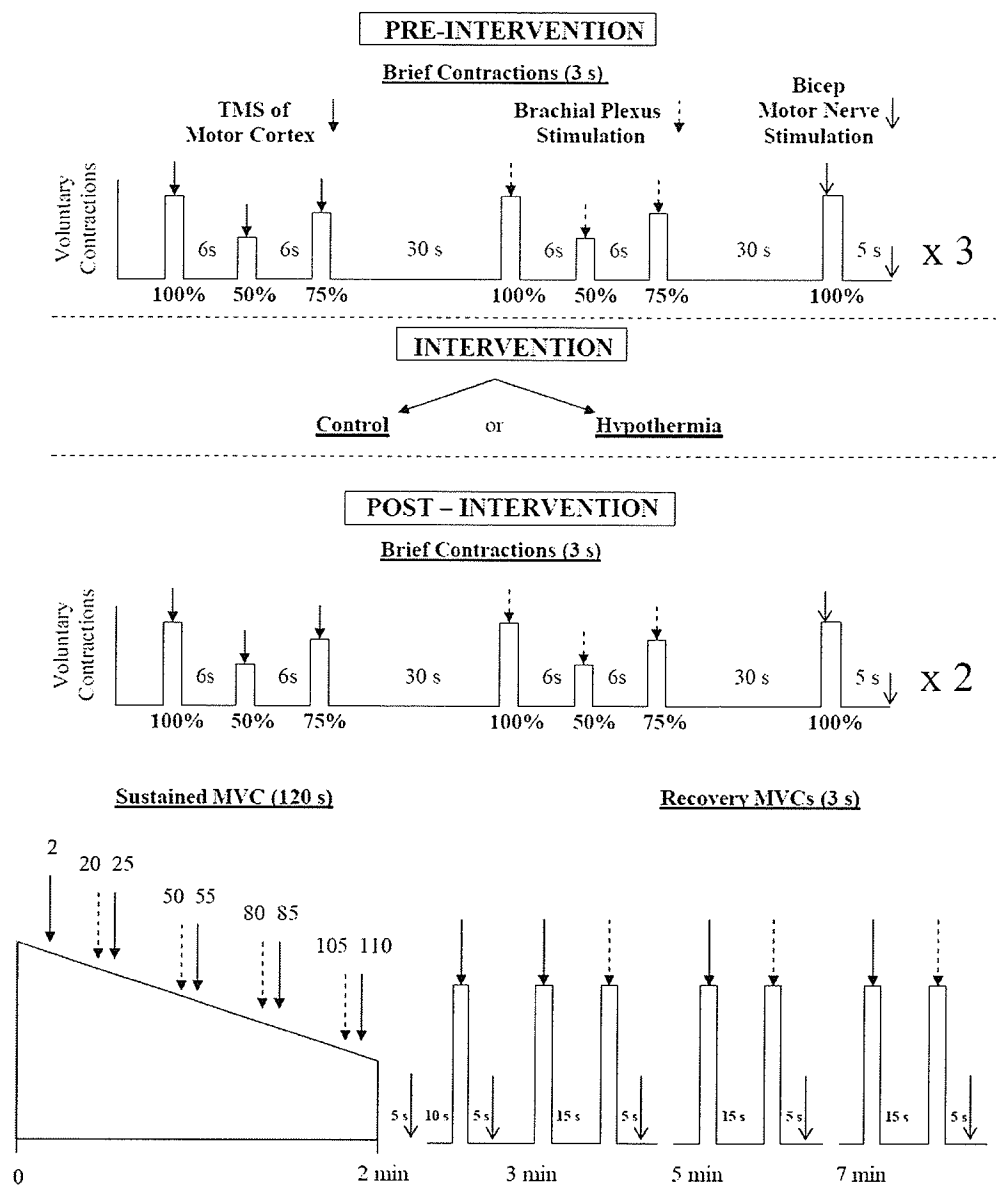 PRE-INTERVENTION
Brief Contractions (3 s)
TMS of
Motor Cortex
Brachial Plexus
Stimulation
Bicep
Motor Nerve
Stimulation
Voluntary
Contractions
6s 6s 30 s 6s 6s 30 s 5 s x 3
100% 50% 75% 100% 50% 75% 100%
INTERVENTION
Control or Hypothermia
POST – INTERVENTION
Brief Contractions (3 s)
Voluntary
Contractions
6s 6s 30 s 6s 6s 30 s 5 s x 2
100% 50% 75% 100% 50% 75% 100%
Sustained MVC (120 s) Recovery MVCs (3 s)
2
20 25
50 55
80 85
105 110
5 s 10 s 5 s 15 s 5 s 15 s 5 s 15 s 5 s
0 2 min 3 min 5 min 7 min